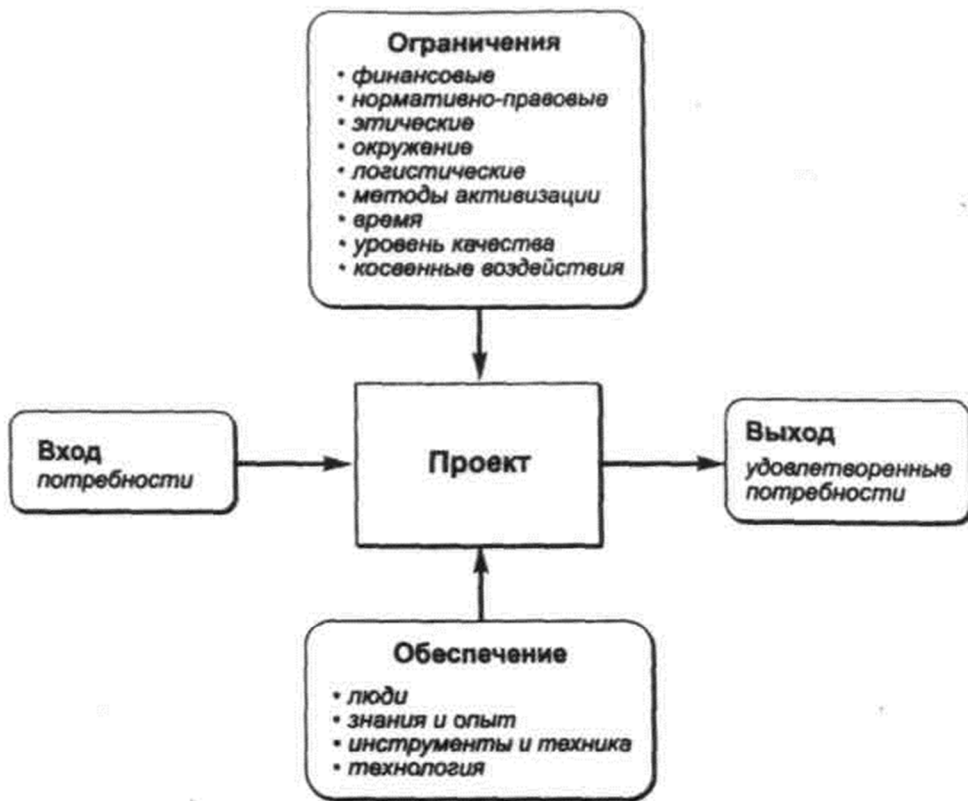 Ограничения
• финансовые
• нормативно-правовые
• этические
• окружение
• логистические
• методы активизации
• время
• уровень качества
• косвенные воздействия
Вход
потребности
Проект
Выход
удовлетворенные
потребности
Обеспечение
• люди
• знания и опыт
• инструменты и техника
• технология